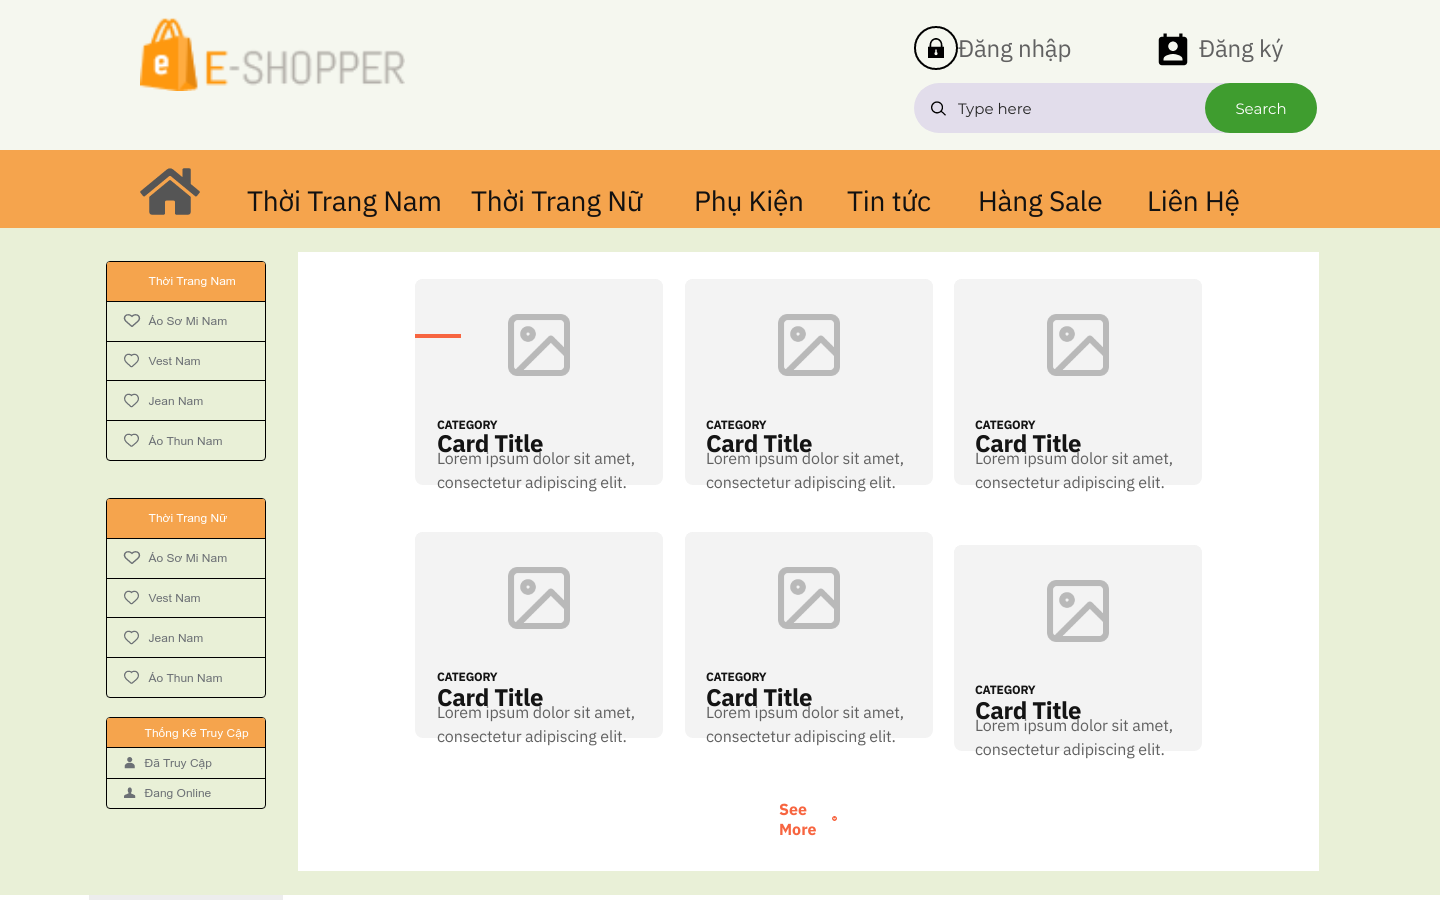 E-SHOPPER
Đăng nhập
Đăng ký
Type here
Search
Thời Trang Nam
Thời Trang Nữ
Phụ Kiện
Tin tức
Hàng Sale
Liên Hệ
Thời Trang Nam
Áo Sơ Mi Nam
Vest Nam
Jean Nam
Áo Thun Nam
Thời Trang Nữ
Áo Sơ Mi Nam
Vest Nam
Jean Nam
Áo Thun Nam
Thống Kê Truy Cập
Đã Truy Cập
Đang Online
CATEGORY
Card Title
Lorem ipsum dolor sit amet,
consectetur adipiscing elit.
CATEGORY
Card Title
Lorem ipsum dolor sit amet,
consectetur adipiscing elit.
CATEGORY
Card Title
Lorem ipsum dolor sit amet,
consectetur adipiscing elit.
CATEGORY
Card Title
Lorem ipsum dolor sit amet,
consectetur adipiscing elit.
CATEGORY
Card Title
Lorem ipsum dolor sit amet,
consectetur adipiscing elit.
CATEGORY
Card Title
Lorem ipsum dolor sit amet,
consectetur adipiscing elit.
See
More